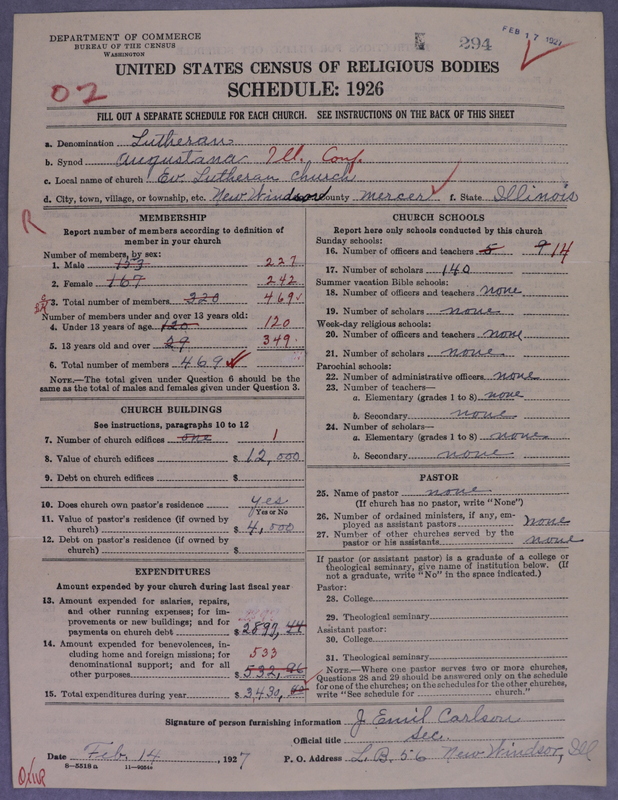 DEPARTMENT OF COMMERCE
BUREAU OF THE CENSUS
WASHINGTON
294
FEB 17 1927
UNITED STATES CENSUS OF RELIGIOUS BODIES
SCHEDULE: 1926
02
FILL OUT A SEPARATE SCHEDULE FOR EACH CHURCH. SEE INSTRUCTIONS ON THE BACK OF THIS SHEET
a. Denomination Lutheran
b. Synod Augustana Ill. Conf.
c. Local name of church Ev. Lutheran Church
d. City, town, village, or township, etc. New Windsor County Mercer f. State Illinois
R
MEMBERSHIP
Report number of members according to definition of
member in your church
Number of members, by sex:
1. Male 153 227
2. Female 167 242
3. Total number of members 320 469
Number of members under and over 13 years old:
4. Under 13 years of age 120 120
5. 13 years old and over 29 349
6. Total number of members 469
NOTE.—The total given under Question 6 should be
same as the total of males and females given under Question 3.
CHURCH BUILDINGS
See instructions, paragraphs 10 to 12
7. Number of church edifices one 1
8. Value of church edifices $ 12,000
9. Debt on church edifices $
10. Does church own pastor's residence yes
Yes or No
11. Value of pastor's residence (if owned by
church) $ 4,000
12. Debt on pastor's residence (if owned by
church) $
EXPENDITURES
Amount expended by your church during last fiscal year
13. Amount expended for salaries, repairs,
and other running expenses; for im-
provements or new buildings; and for
payments on church debt $ 2897,44
14. Amount expended for benevolences, in-
cluding home and foreign missions; for
denominational support; and for all
other purposes 533
$ 532,96
15. Total expenditures during year $ 3430,40
CHURCH SCHOOLS
Report here only schools conducted by this church
Sunday schools:
16. Number of officers and teachers 5 9 14
17. Number of scholars 140
Summer vacation Bible schools:
18. Number of officers and teachers none
19. Number of scholars none
Week-day religious schools:
20. Number of officers and teachers none
21. Number of scholars none
Parochial schools:
22. Number of administrative officers none
23. Number of teachers—
a. Elementary (grades 1 to 8) none
b. Secondary none
24. Number of scholars—
a. Elementary (grades 1 to 8) none
b. Secondary none
PASTOR
25. Name of pastor none
(If church has no pastor, write "None")
26. Number of ordained ministers, if any, em-
ployed as assistant pastors none
27. Number of other churches served by the
pastor or his assistants none
If pastor (or assistant pastor) is a graduate of a college or
theological seminary, give name of institution below. (If
not a graduate, write "No" in the space indicated.)
Pastor:
28. College
29. Theological seminary
Assistant pastor:
30. College
31. Theological seminary
NOTE.—Where one pastor serves two or more churches,
Questions 28 and 29 should be answered only on the schedule
for one of the churches; on the schedules for the other churches,
write "See schedule for church."
Signature of person furnishing information J Emil Carlson
Official title Sec.
Date Feb. 14, 1927 P. O. Address L. B. 56 New Windsor, Ill
8—5518a 11—9554